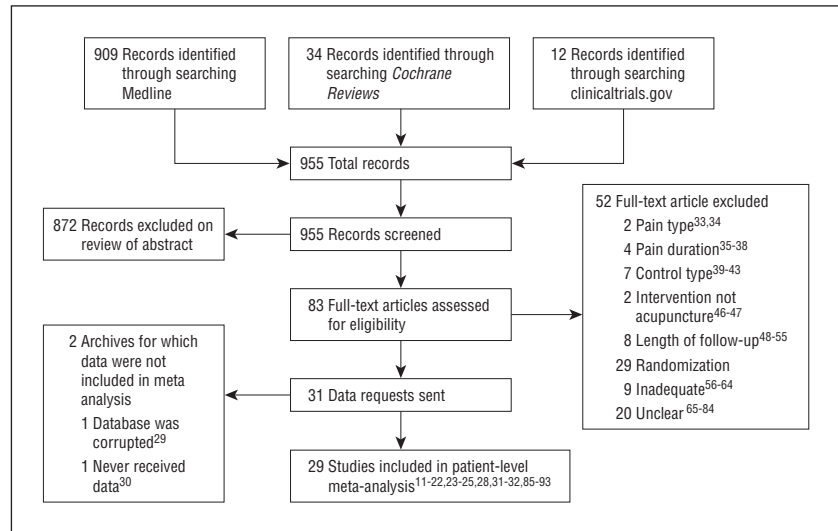 909 Records identified
through searching
Medline
34 Records identified through
searching Cochrane
Reviews
12 Records identified
through searching
clinicaltrials.gov
955 Total records
872 Records excluded on
review of abstract
955 Records screened
52 Full-text article excluded
2 Pain type33,34
4 Pain duration35-38
7 Control type39-43
2 Intervention not
acupuncture46-47
8 Length of follow-up48-55
29 Randomization
9 Inadequate56-64
20 Unclear65-84
83 Full-text articles assessed
for eligibility
2 Archives for which
data were not
included in meta
analysis
1 Database was
corrupted29
1 Never received
data30
31 Data requests sent
29 Studies included in patient-level
meta-analysis11-22,23-25,28,31-32,85-93